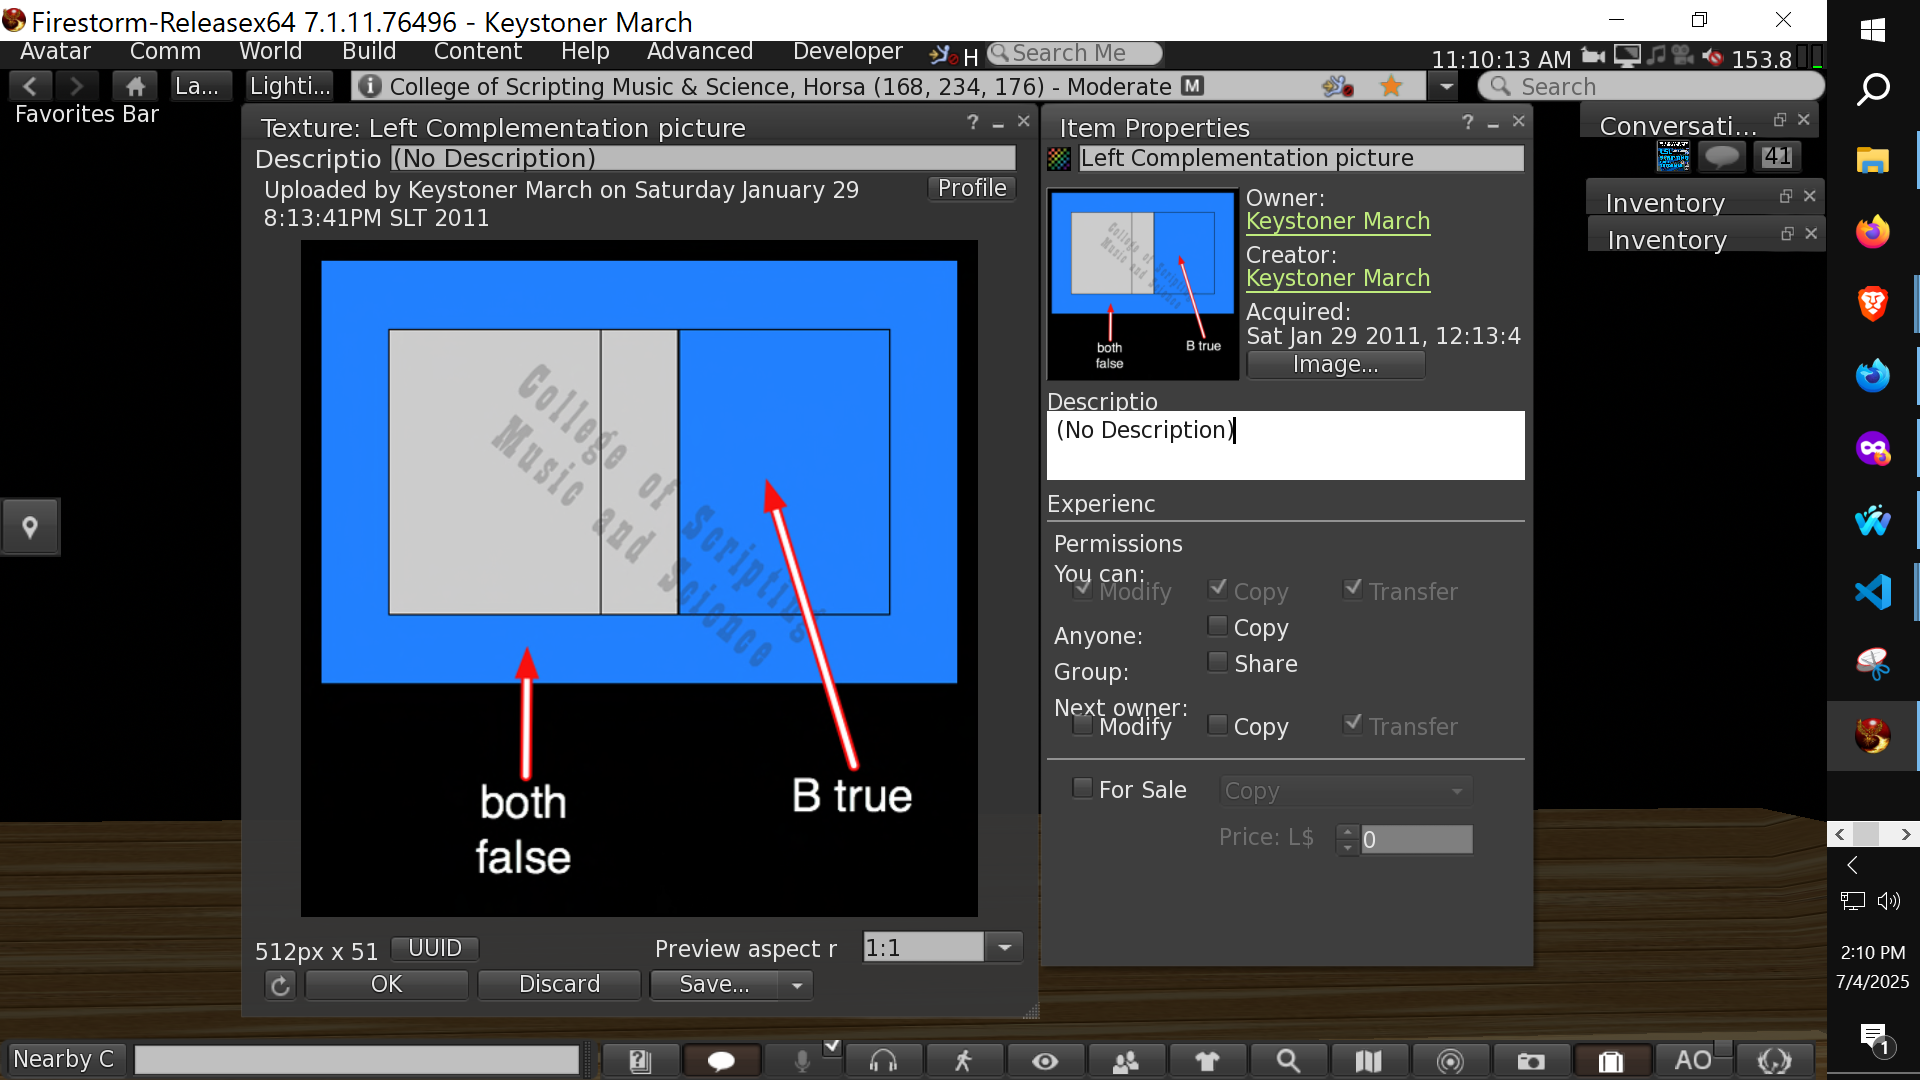 Firestorm-Releasex64 7.1.11.76496 - Keystoner March
Avatar Comm World Build Content Help Advanced Developer H Search Me 11:10:13 AM 153.8
La... Lighti... College of Scripting Music & Science, Horsa (168, 234, 176) - Moderate M Search
Favorites Bar
Texture: Left Complementation picture
Descriptio (No Description)
Uploaded by Keystoner March on Saturday January 29
8:13:41PM SLT 2011
Profile
College of Scripting
Music and Science
both
false
B true
512px x 51 UUID Preview aspect r 1:1
OK Discard Save...
Item Properties
Left Complementation picture
College of Scripting
Music and Science
both
false
B true
Owner:
Keystoner March
Creator:
Keystoner March
Acquired:
Sat Jan 29 2011, 12:13:4
Image...
Descriptio
(No Description)
Experienc
Permissions
You can:
Modify Copy Transfer
Anyone: Copy
Group: Share
Next owner:
Modify Copy Transfer
For Sale Copy
Price: L$ 0
Conversati...
41
Inventory
Inventory
Nearby C
AO
2:10 PM
7/4/2025
1